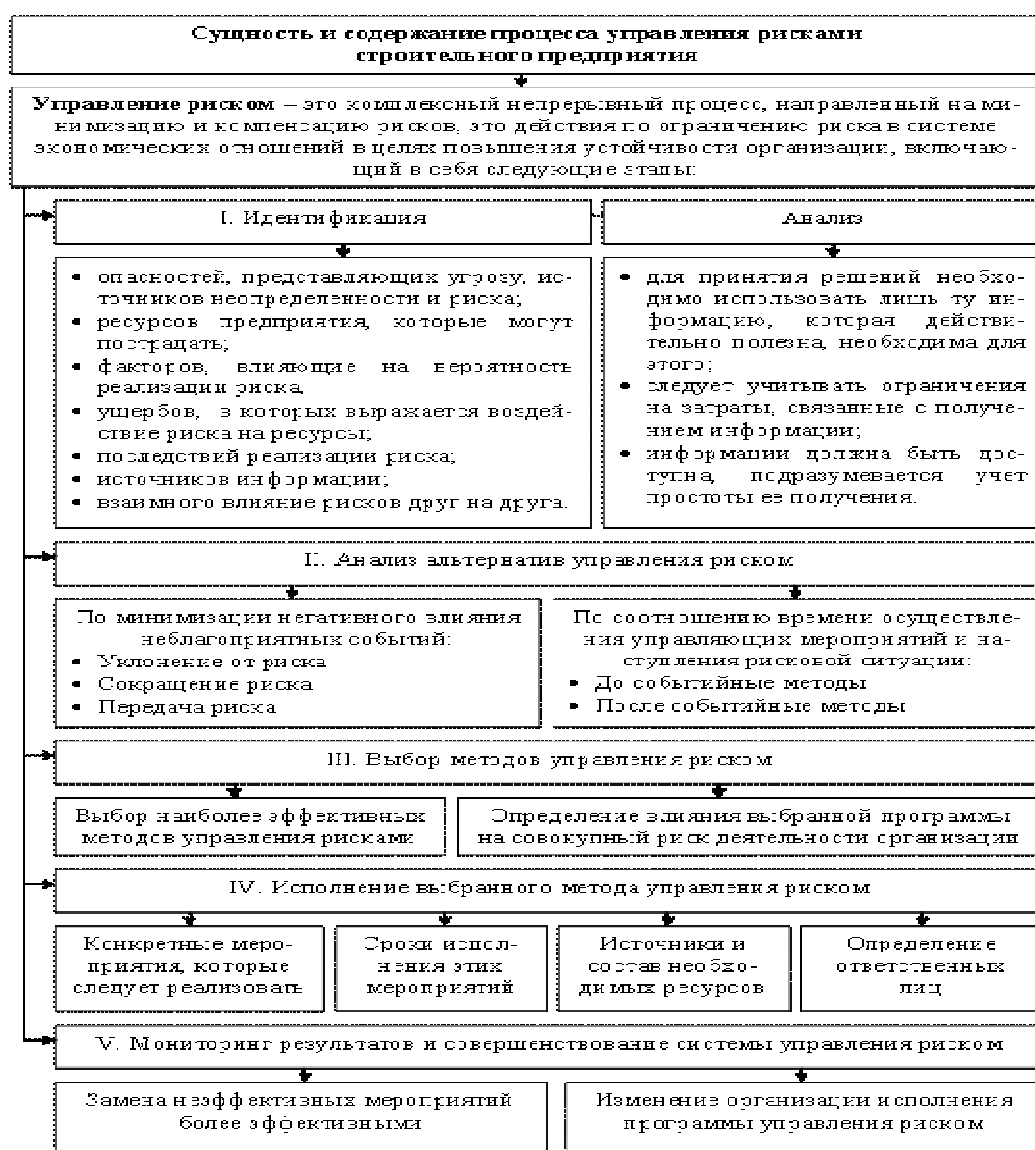 Сущность и содержание процесса управления рисками
строительного предприятия
Управление риском – это комплексный непрерывный процесс, направленный на ми-
нимизацию и компенсацию рисков, это действия по ограничению риска в системе
экономических отношений в целях повышения устойчивости организации, включаю-
щий в себя следующие этапы:
I. Идентификация
• опасностей, представляющих угрозу, ис-
точников неопределенности и риска;
• ресурсов предприятия, которые могут
пострадать;
• факторов, влияющие на вероятность
реализации риска;
• ущербов, в которых выражается воздей-
ствие риска на ресурсы;
• последствий реализации риска;
• источников информации;
• взаимного влияние рисков друг на друга.
Анализ
• для принятия решений необхо-
димо использовать лишь ту ин-
формацию, которая действи-
тельно полезна, необходима для
этого;
• следует учитывать ограничения
на затраты, связанные с получе-
нием информации;
• информации должна быть дос-
тупна, подразумевается учет
простоты ее получения.
II. Анализ альтернатив управления риском
По минимизации негативного влияния
неблагоприятных событий:
• Уклонение от риска
• Сокращение риска
• Передача риска
По соотношению времени осуществле-
ния управляющих мероприятий и на-
ступления рисковой ситуации:
• До событийные методы
• После событийные методы
III. Выбор методов управления риском
Выбор наиболее эффективных
методов управления рисками
Определение влияния выбранной программы
на совокупный риск деятельности организации
IV. Исполнение выбранного метода управления риском
Конкретные меро-
приятия, которые
следует реализовать
Сроки испол-
нения этих
мероприятий
Источники и
состав необхо-
димых ресурсов
Определение
ответственных
лиц
V. Мониторинг результатов и совершенствование системы управления риском
Замена неэффективных мероприятий
более эффективными
Изменение организации исполнения
программы управления риском